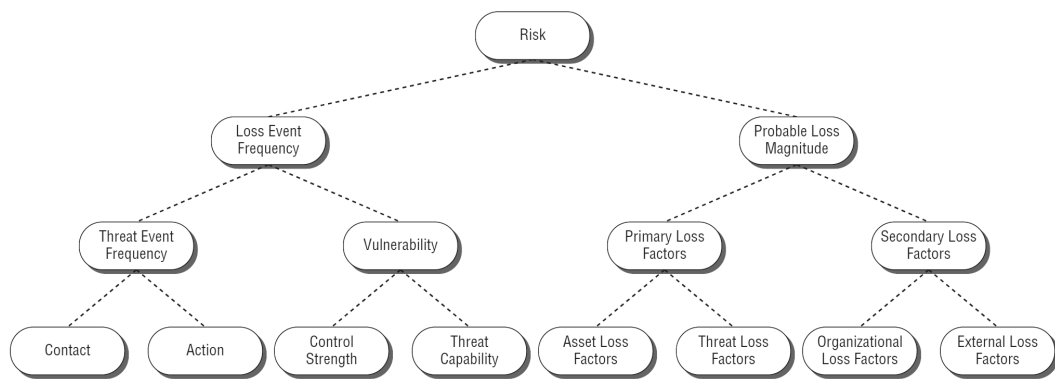 Risk
Loss Event
Frequency
Probable Loss
Magnitude
Threat Event
Frequency
Vulnerability
Primary Loss
Factors
Secondary Loss
Factors
Contact
Action
Control
Strength
Threat
Capability
Asset Loss
Factors
Threat Loss
Factors
Organizational
Loss Factors
External Loss
Factors